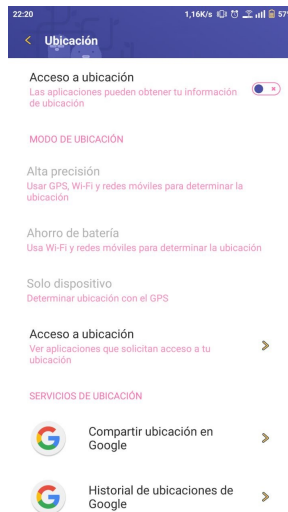 22:20
1,16K/s
57%
Ubicación
Acceso a ubicación
Las aplicaciones pueden obtener tu información
de ubicación
MODO DE UBICACIÓN
Alta precisión
Usar GPS, Wi-Fi y redes móviles para determinar la
ubicación
Ahorro de batería
Usa Wi-Fi y redes móviles para determinar la ubicación
Solo dispositivo
Determinar ubicación con el GPS
Acceso a ubicación
Ver aplicaciones que solicitan acceso a tu
ubicación
SERVICIOS DE UBICACIÓN
Compartir ubicación en
Google
Historial de ubicaciones de
Google